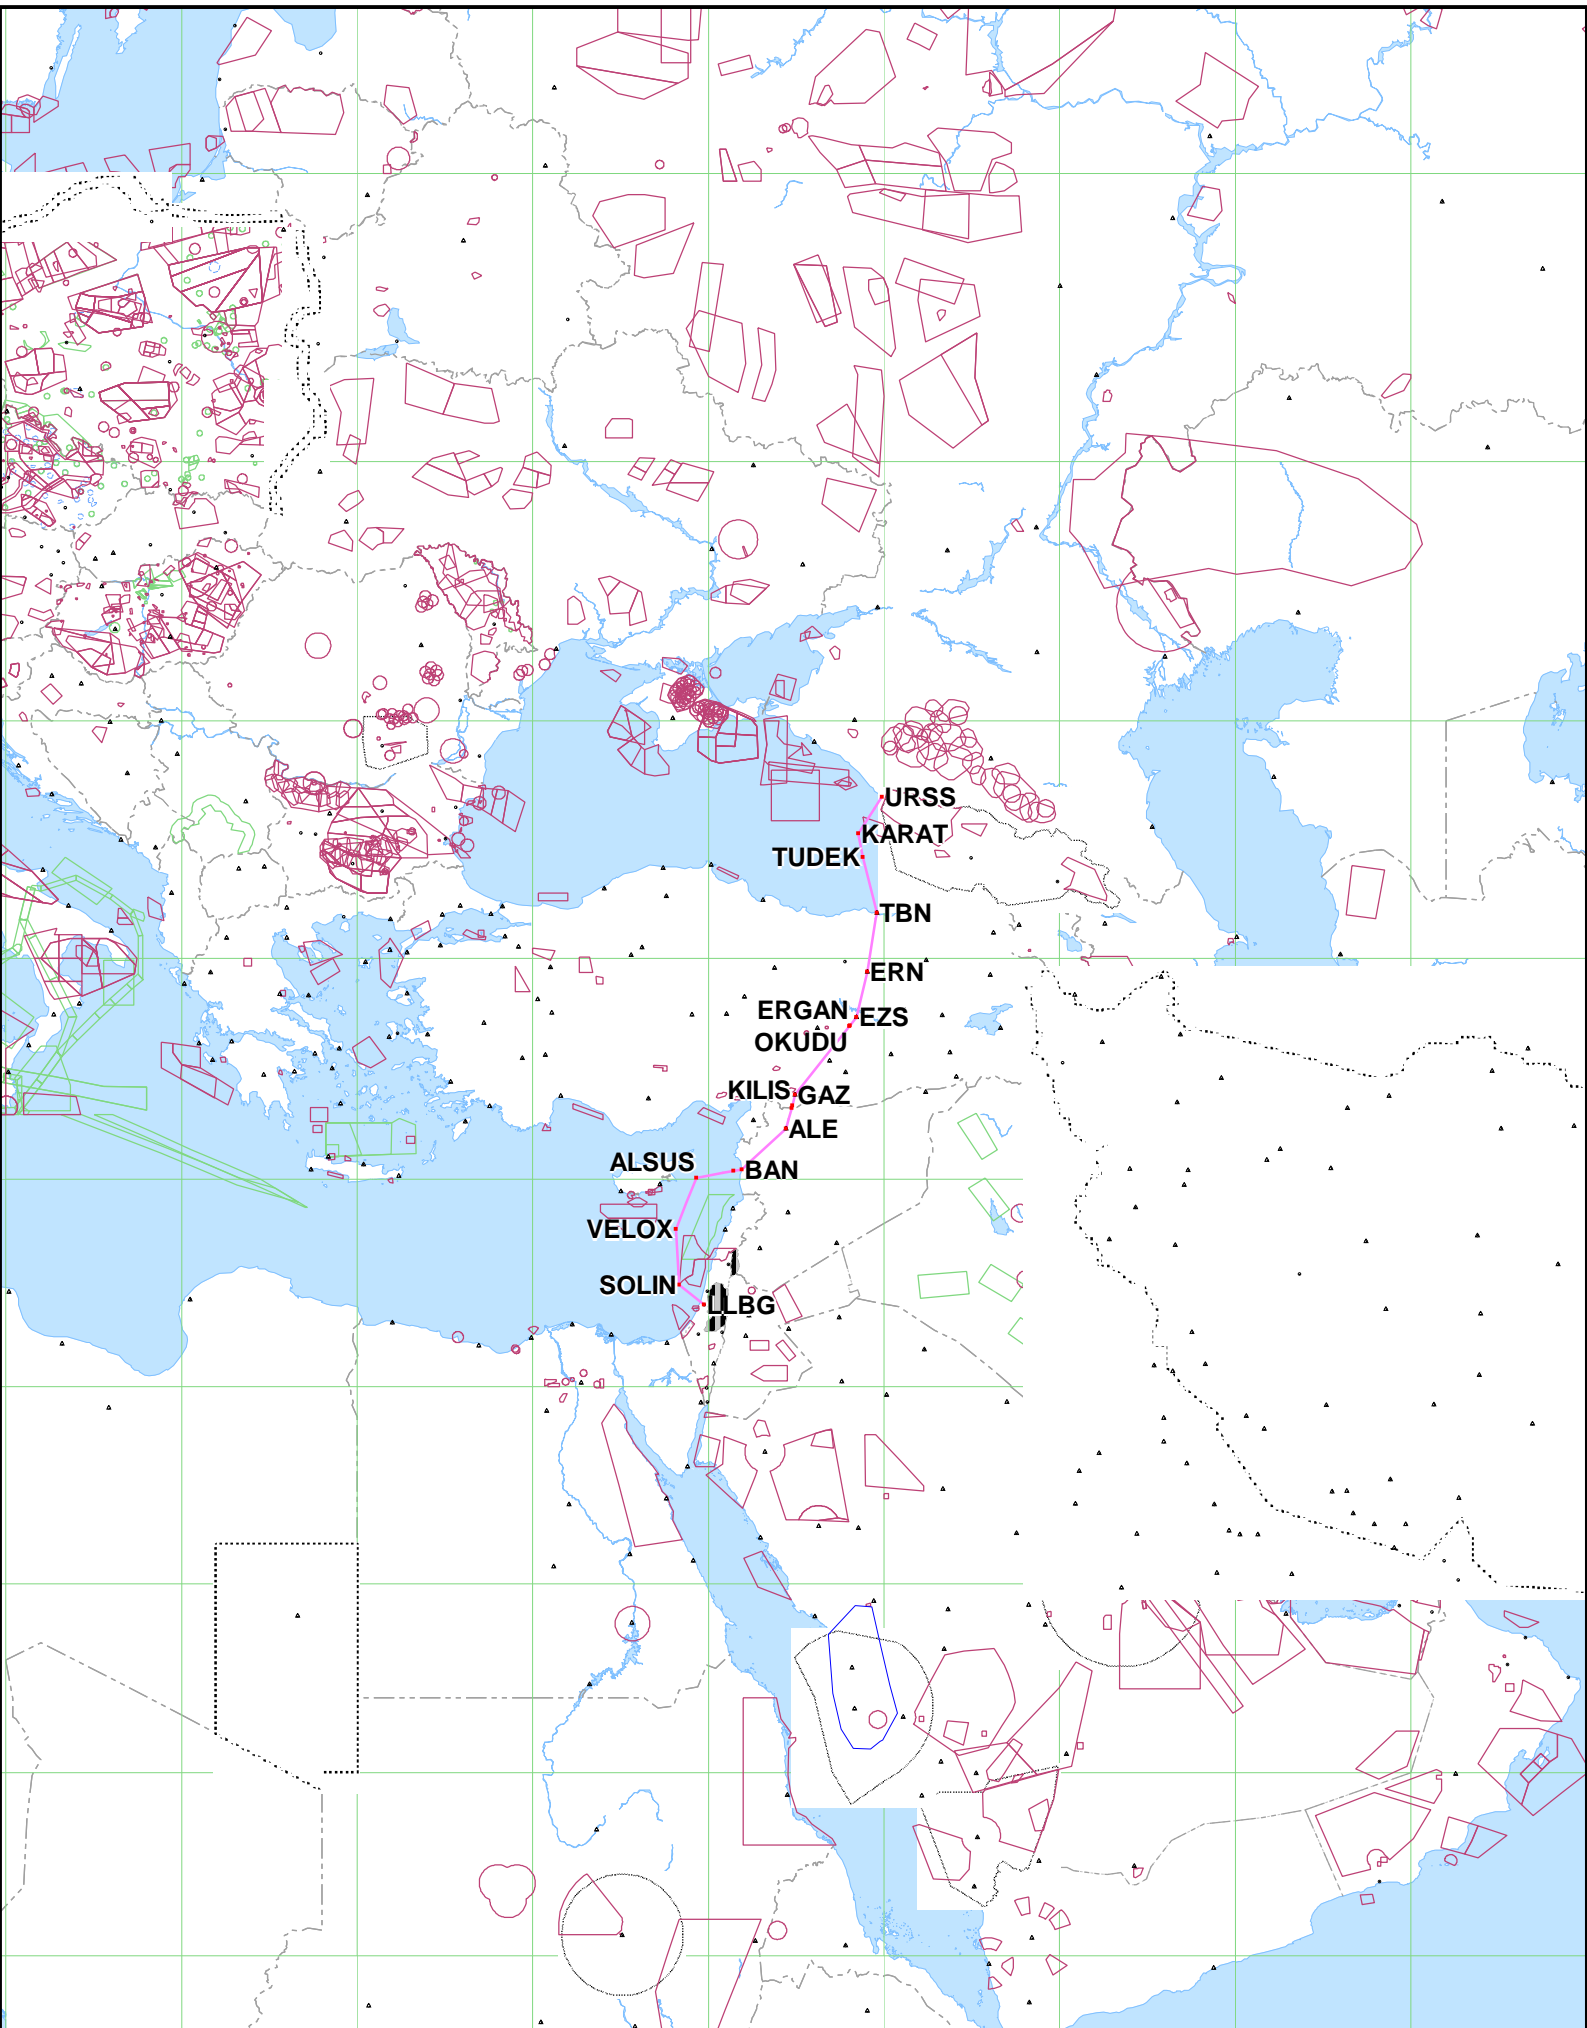 URSS
KARAT
TUDEK
TBN
ERN
ERGAN
EZS
OKUDU
KILIS
GAZ
ALE
ALSUS
BAN
VELOX
SOLIN
LLBG